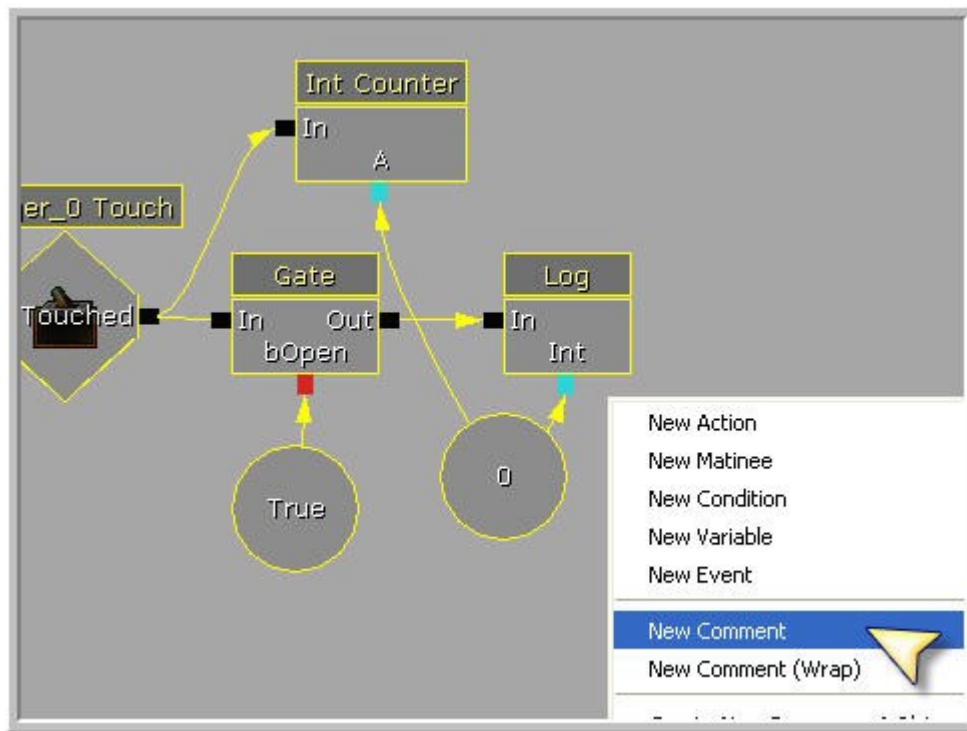 Int Counter
In
A
er_0 Touch
Touched
Gate
In Out
bOpen
Log
In
Int
True
0
New Action
New Matinee
New Condition
New Variable
New Event
New Comment
New Comment (Wrap)